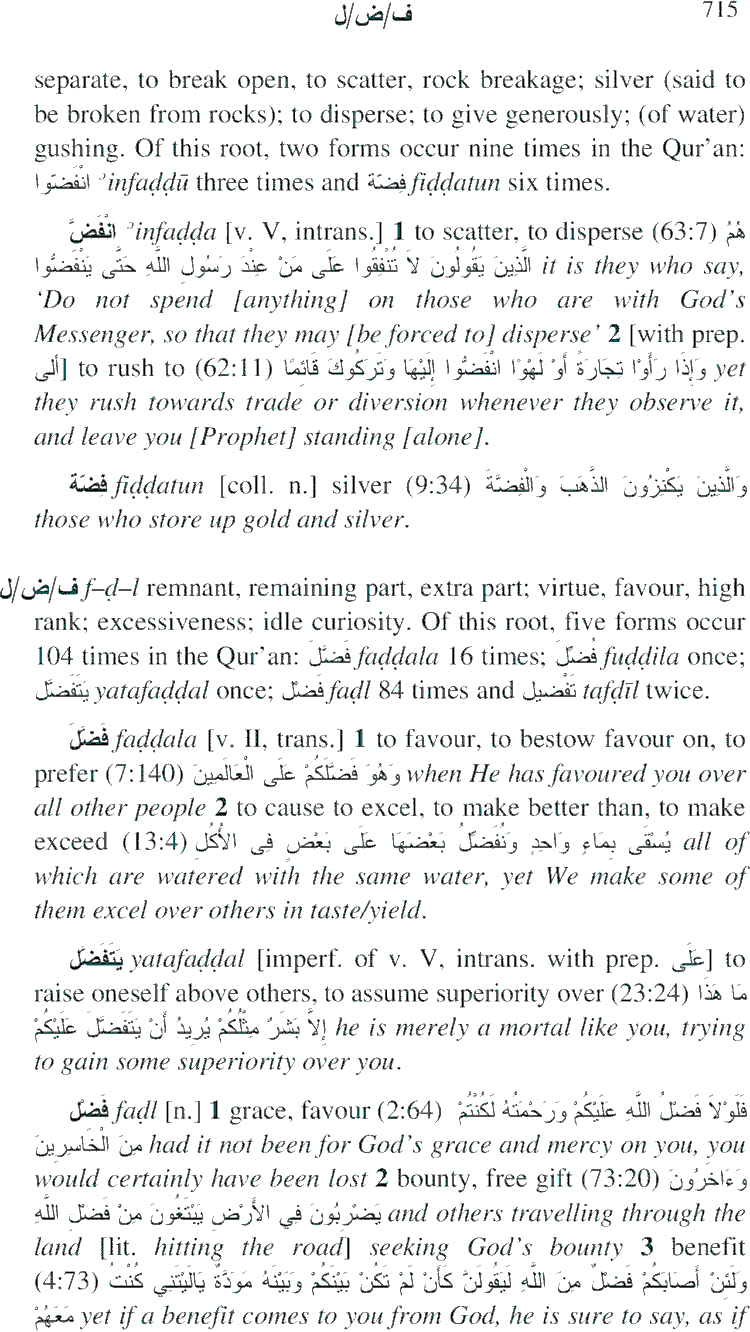 ف/ض/ل 715
separate, to break open, to scatter, rock breakage; silver (said to
be broken from rocks); to disperse; to give generously; (of water)
gushing. Of this root, two forms occur nine times in the Qur'an:
انْفَضّوا ʾinfaḍḍū three times and فِضّة fiḍḍatun six times.
انْفَضَّ ʾinfaḍḍa [v. V, intrans.] 1 to scatter, to disperse (63:7) هُمُ
الَّذِينَ يَقُولُونَ لاَ تُنْفِقُوا عَلَى مَنْ عِنْدَ رَسُولِ اللَّهِ حَتَّى يَنْفَضُّوا it is they who say,
‘Do not spend [anything] on those who are with God's
Messenger, so that they may [be forced to] disperse’ 2 [with prep.
ألى] to rush to (62:11) وَإِذَا رَأَوْا تِجَارَةً أَوْ لَهْوًا انْفَضُّوا إِلَيْهَا وَتَرَكُوكَ قَائِمًا yet
they rush towards trade or diversion whenever they observe it,
and leave you [Prophet] standing [alone].
فِضّة fiḍḍatun [coll. n.] silver (9:34) وَالَّذِينَ يَكْنِزُونَ الذَّهَبَ وَالْفِضَّةَ
those who store up gold and silver.
ف/ض/ل f–ḍ–l remnant, remaining part, extra part; virtue, favour, high
rank; excessiveness; idle curiosity. Of this root, five forms occur
104 times in the Qur'an: فَضَّلَ faḍḍala 16 times; فُضِّلَ fuḍḍila once;
يَتَفَضَّل yatafaḍḍal once; فَضْل faḍl 84 times and تَفْضيل tafḍīl twice.
فَضَّلَ faḍḍala [v. II, trans.] 1 to favour, to bestow favour on, to
prefer (7:140) وَهُوَ فَضَّلَكُمْ عَلَى الْعَالَمِينَ when He has favoured you over
all other people 2 to cause to excel, to make better than, to make
exceed (13:4) يُسْقَى بِمَاءٍ وَاحِدٍ وَنُفَضِّلُ بَعْضَهَا عَلَى بَعْضٍ فِى الأُكُلِ all of
which are watered with the same water, yet We make some of
them excel over others in taste/yield.
يَتَفَضَّل yatafaḍḍal [imperf. of v. V, intrans. with prep. عَلَى] to
raise oneself above others, to assume superiority over (23:24) مَا هَذَا
إِلاَّ بَشَرٌ مِثْلُكُمْ يُرِيدُ أَنْ يَتَفَضَّلَ عَلَيْكُمْ he is merely a mortal like you, trying
to gain some superiority over you.
فَضْل faḍl [n.] 1 grace, favour (2:64) فَلَوْلاَ فَضْلُ اللَّهِ عَلَيْكُمْ وَرَحْمَتُهُ لَكُنْتُمْ
مِنَ الْخَاسِرِينَ had it not been for God's grace and mercy on you, you
would certainly have been lost 2 bounty, free gift (73:20) وَءَاخَرُونَ
يَضْرِبُونَ فِي الأَرْضِ يَبْتَغُونَ مِنْ فَضْلِ اللَّهِ and others travelling through the
land [lit. hitting the road] seeking God's bounty 3 benefit
(4:73) وَلَئِنْ أَصَابَكُمْ فَضْلٌ مِنَ اللَّهِ لَيَقُولَنَّ كَأَنْ لَمْ تَكُنْ بَيْنَكُمْ وَبَيْنَهُ مَوَدَّةٌ يَالَيْتَنِي كُنْتُ
مَعَهُمْ yet if a benefit comes to you from God, he is sure to say, as if